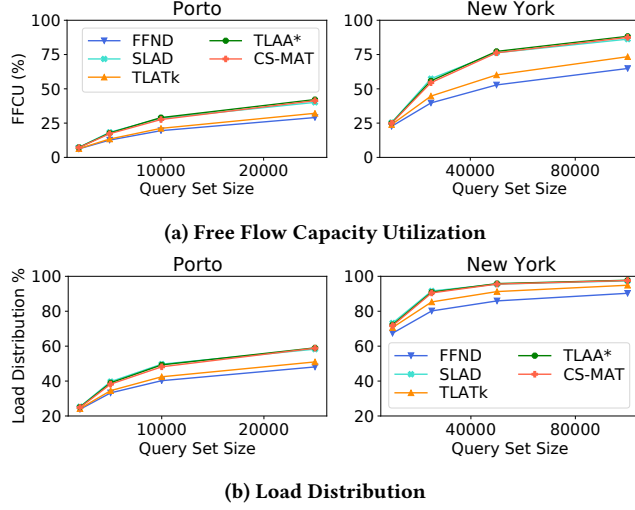 Porto
New York
FFCU (%)
100
75
50
25
0
FFND
SLAD
TLATk
TLAA*
CS-MAT
10000
20000
Query Set Size
100
75
50
25
0
40000
80000
Query Set Size
(a) Free Flow Capacity Utilization
Porto
New York
Load Distribution %
100
80
60
40
20
10000
20000
Query Set Size
100
80
60
40
20
FFND
SLAD
TLATk
TLAA*
CS-MAT
40000
80000
Query Set Size
(b) Load Distribution